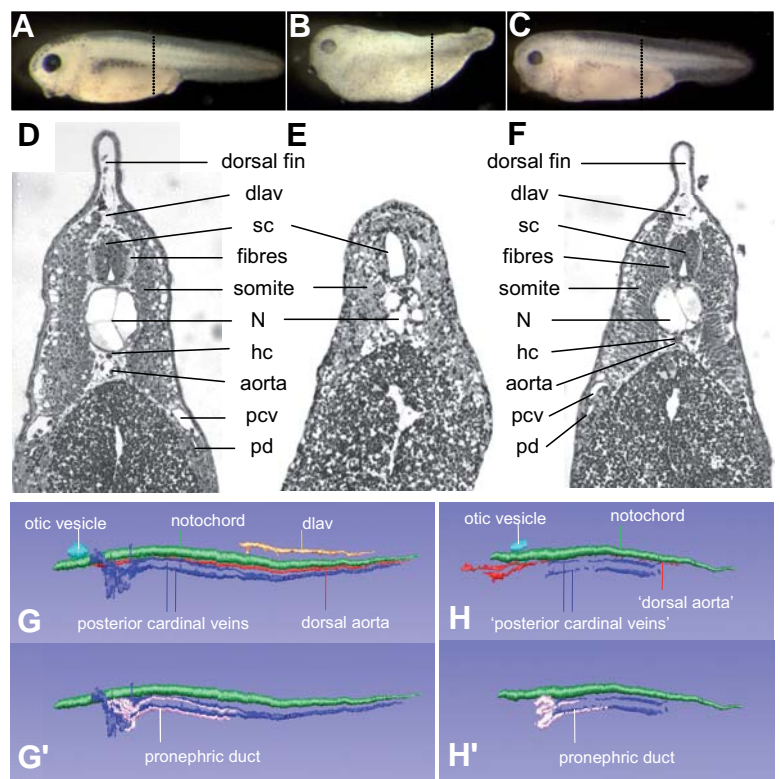 A
B
C
D
E
F
dorsal fin
dlav
sc
fibres
somite
N
hc
aorta
pcv
pd
dorsal fin
dlav
sc
fibres
somite
N
hc
aorta
pcv
pd
otic vesicle
notochord
dlav
G
posterior cardinal veins
dorsal aorta
otic vesicle
notochord
H
'posterior cardinal veins'
'dorsal aorta'
G'
pronephric duct
H'
pronephric duct